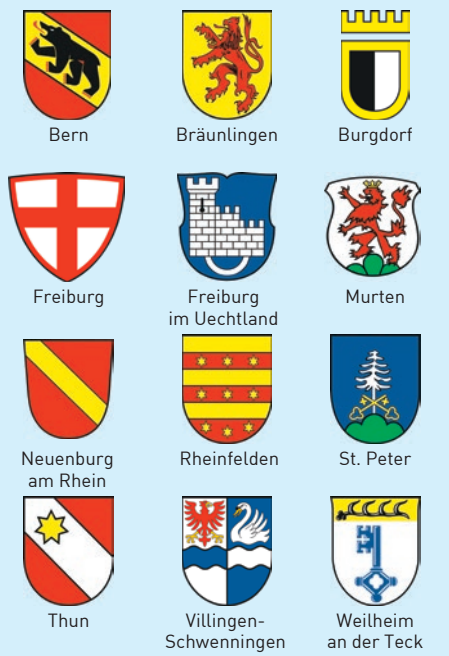 Bern
Bräunlingen
Burgdorf
Freiburg
Freiburg
im Uechtland
Murten
Neuenburg
am Rhein
Rheinfelden
St. Peter
Thun
Villingen-
Schwenningen
Weilheim
an der Teck